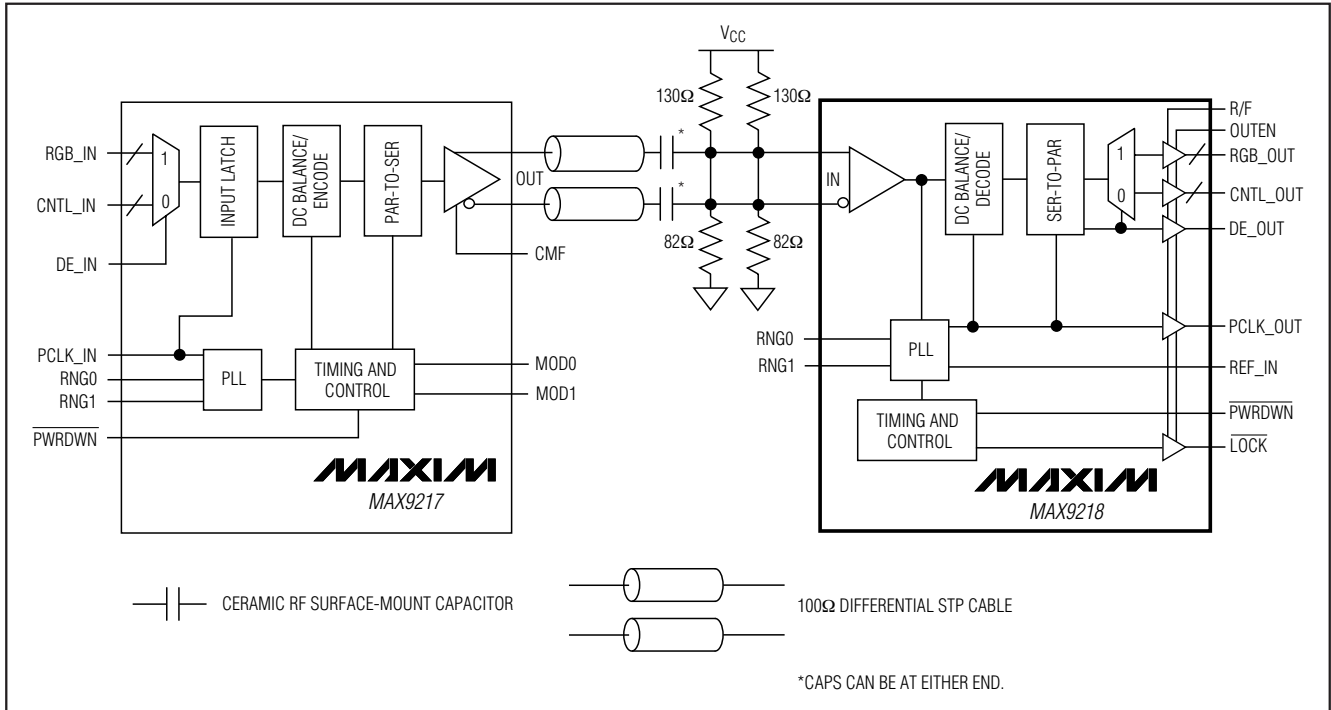 VCC
130Ω
130Ω
RGB_IN
CNTL_IN
DE_IN
1
0
INPUT LATCH
DC BALANCE/
ENCODE
PAR-TO-SER
OUT
*
*
CMF
82Ω
82Ω
PCLK_IN
RNG0
RNG1
PWRDWN
PLL
TIMING AND
CONTROL
MOD0
MOD1
MAXIM
MAX9217
IN
DC BALANCE/
DECODE
SER-TO-PAR
1
0
R/F
OUTEN
RGB_OUT
CNTL_OUT
DE_OUT
RNG0
RNG1
PLL
PCLK_OUT
REF_IN
TIMING AND
CONTROL
PWRDWN
LOCK
MAXIM
MAX9218
CERAMIC RF SURFACE-MOUNT CAPACITOR
100Ω DIFFERENTIAL STP CABLE
*CAPS CAN BE AT EITHER END.